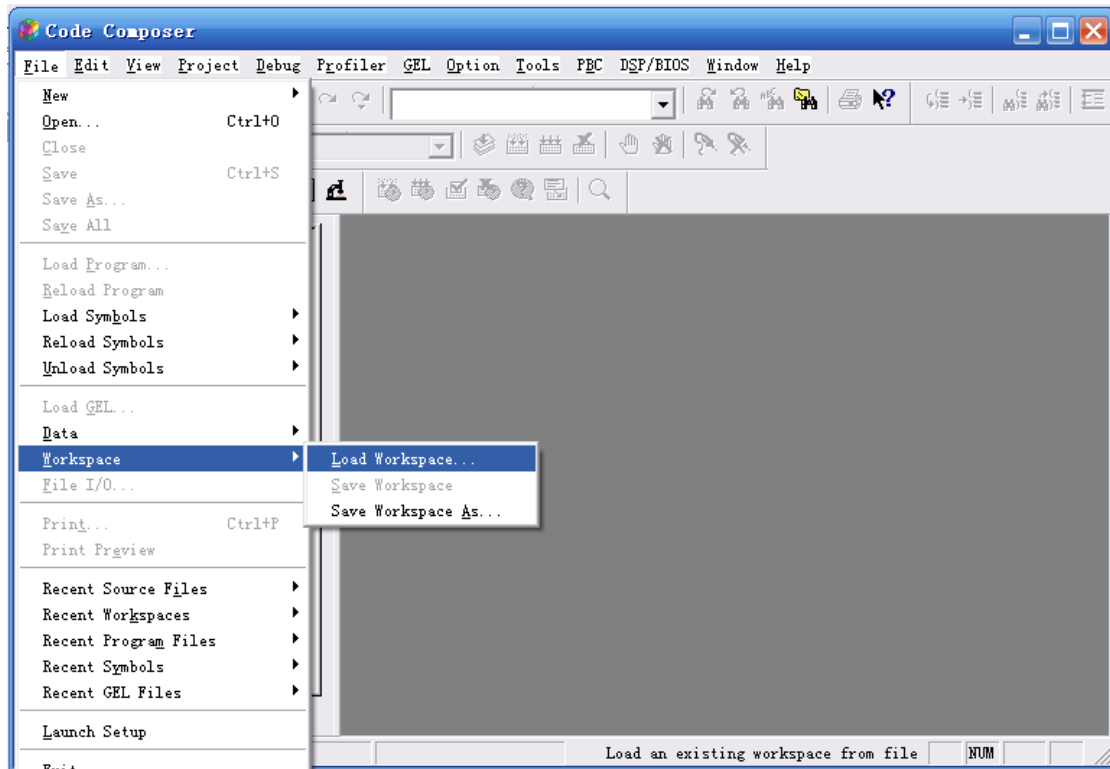 Code Composer
File Edit View Project Debug Profiler GEL Option Tools PBC DSP/BIOS Window Help
New
Open... Ctrl+O
Close
Save Ctrl+S
Save As...
Save All
Load Program...
Reload Program
Load Symbols
Reload Symbols
Unload Symbols
Load GEL...
Data
Workspace
Load Workspace...
File I/O...
Save Workspace
Save Workspace As...
Print... Ctrl+P
Print Preview
Recent Source Files
Recent Workspaces
Recent Program Files
Recent Symbols
Recent GEL Files
Launch Setup
Exit
Load an existing workspace from file NUM